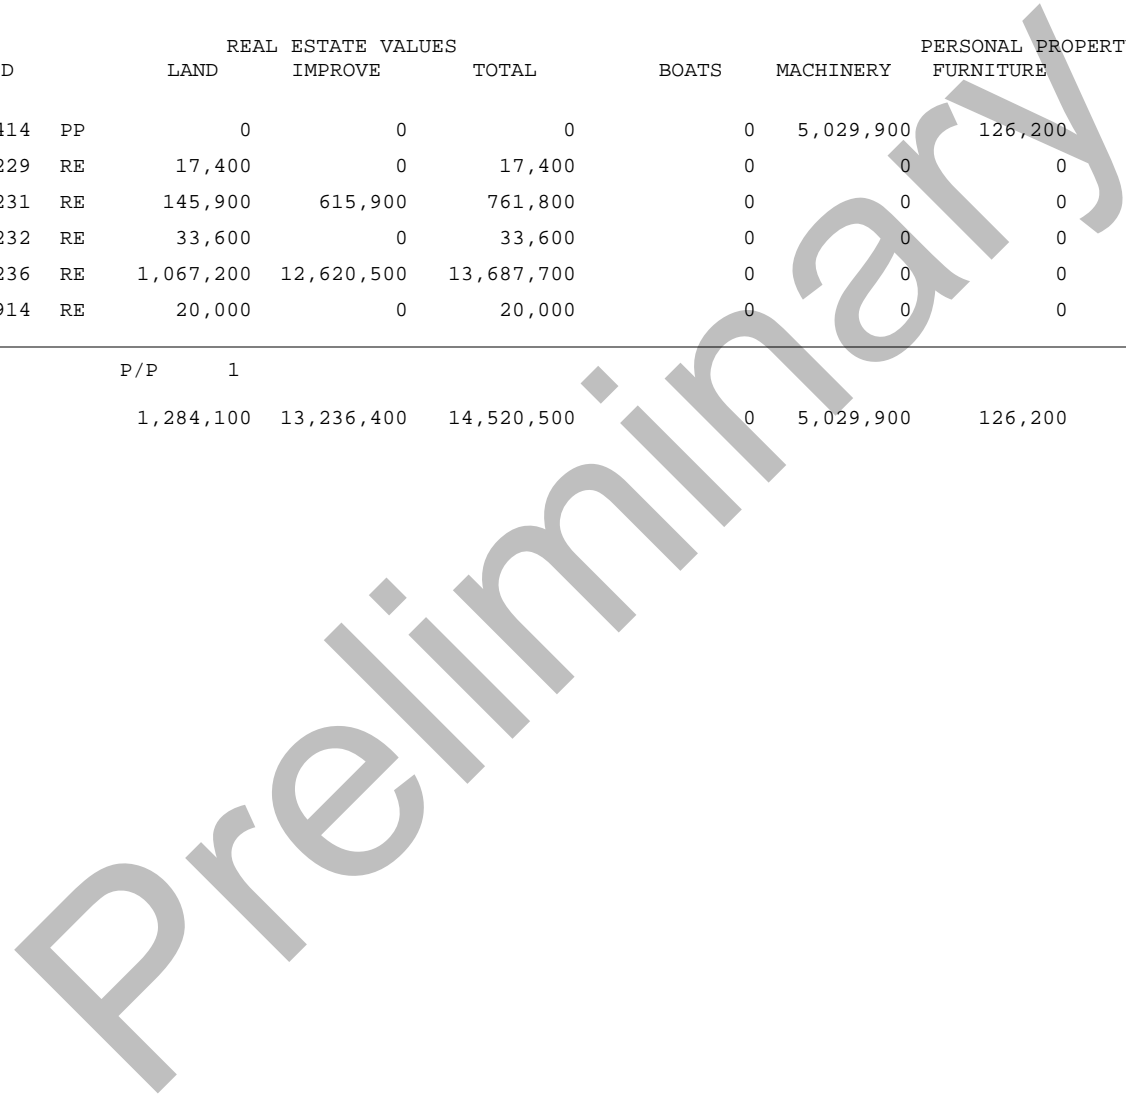 REAL ESTATE VALUES PERSONAL PROPERT
D LAND IMPROVE TOTAL BOATS MACHINERY FURNITURE
414 PP 0 0 0 0 5,029,900 126,200
229 RE 17,400 0 17,400 0 0 0
231 RE 145,900 615,900 761,800 0 0 0
232 RE 33,600 0 33,600 0 0 0
236 RE 1,067,200 12,620,500 13,687,700 0 0 0
914 RE 20,000 0 20,000 0 0 0
P/P 1
1,284,100 13,236,400 14,520,500 0 5,029,900 126,200
Preliminary